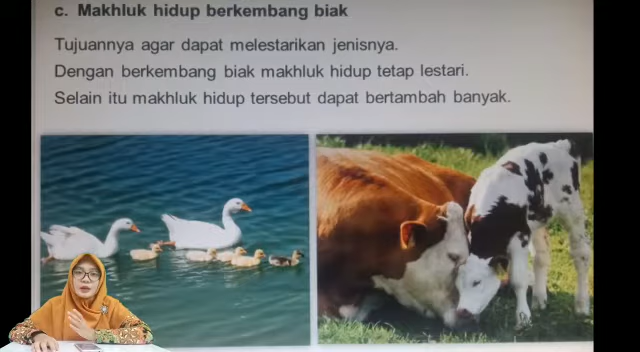 c. Makhluk hidup berkembang biak
Tujuannya agar dapat melestarikan jenisnya.
Dengan berkembang biak makhluk hidup tetap lestari.
Selain itu makhluk hidup tersebut dapat bertambah banyak.